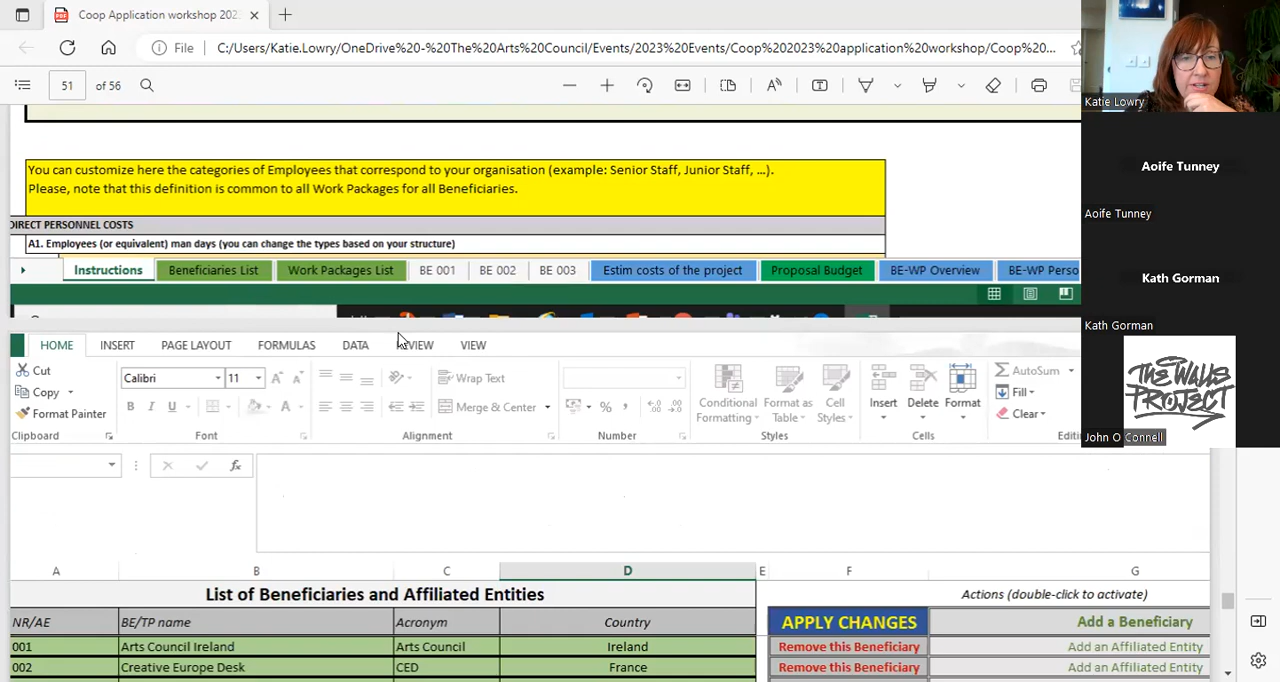 Coop Application workshop 202
File
C:/Users/Katie.Lowry/OneDrive%20-%20The%20Arts%20Council/Events/2023%20Events/Coop%202023%20application%20workshop/Coop%20...
51 of 56
You can customize here the categories of Employees that correspond to your organisation (example: Senior Staff, Junior Staff, ...).
Please, note that this definition is common to all Work Packages for all Beneficiaries.
DIRECT PERSONNEL COSTS
A1. Employees (or equivalent) man days (you can change the types based on your structure)
Instructions Beneficiaries List Work Packages List BE 001 BE 002 BE 003 Estim costs of the project Proposal Budget BE-WP Overview BE-WP Perso
HOME INSERT PAGE LAYOUT FORMULAS DATA VIEW
Cut
Copy
Format Painter
Clipboard
Calibri 11
B I U
Font
Wrap Text
Merge & Center
Alignment
%
Number
Conditional Formatting
Format as Table
Cell Styles
Styles
Insert Delete Format
Cells
AutoSum
Fill
Clear
Editi
fx
A B C D E F G
List of Beneficiaries and Affiliated Entities Actions (double-click to activate)
NR/AE BE/TP name Acronym Country APPLY CHANGES Add a Beneficiary
001 Arts Council Ireland Arts Council Ireland Remove this Beneficiary Add an Affiliated Entity
002 Creative Europe Desk CED France Remove this Beneficiary Add an Affiliated Entity
Katie Lowry
Aoife Tunney
Aoife Tunney
Kath Gorman
Kath Gorman
THE WALLS
PROJECT
John O Connell